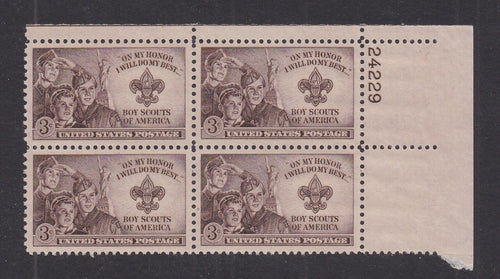 "ON MY HONOR
I WILL DO MY BEST..."
BOY SCOUTS
OF AMERICA
3¢
UNITED STATES POSTAGE
"ON MY HONOR
I WILL DO MY BEST..."
BOY SCOUTS
OF AMERICA
3¢
UNITED STATES POSTAGE
24229
"ON MY HONOR
I WILL DO MY BEST..."
BOY SCOUTS
OF AMERICA
3¢
UNITED STATES POSTAGE
"ON MY HONOR
I WILL DO MY BEST..."
BOY SCOUTS
OF AMERICA
3¢
UNITED STATES POSTAGE